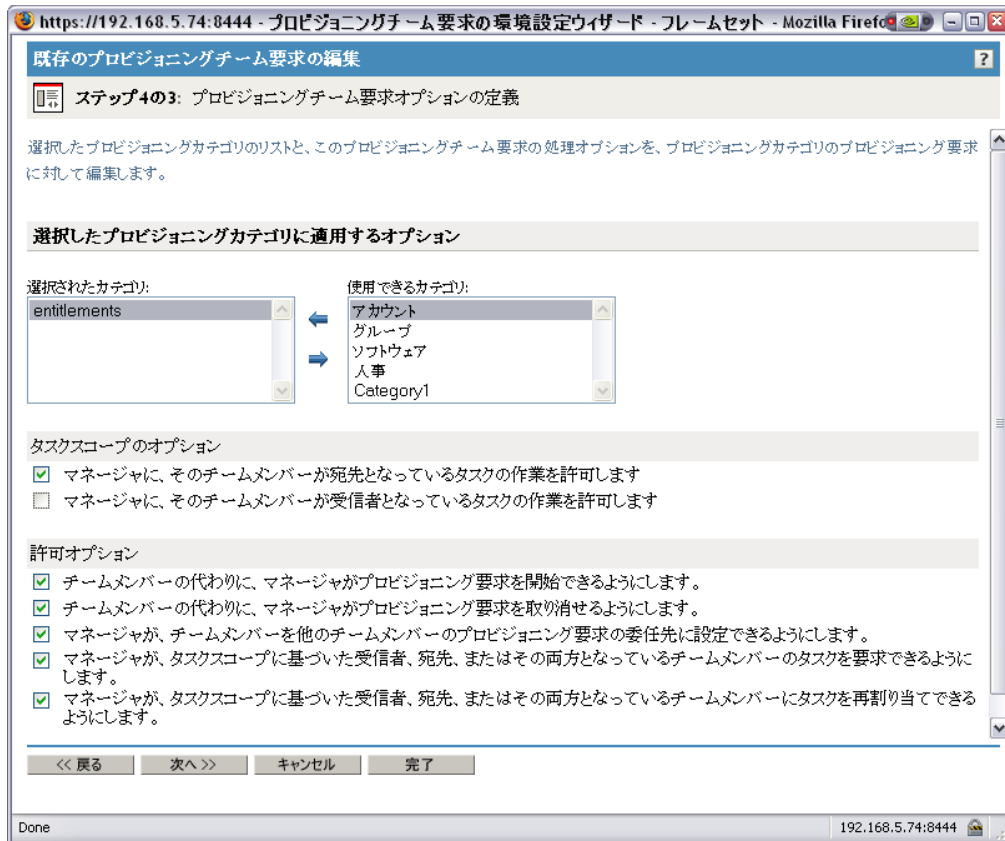 https://192.168.5.74:8444 - プロビジョニングチーム要求の環境設定ウィザード - フレームセット - Mozilla Firefo
既存のプロビジョニングチーム要求の編集
?
ステップ4の3: プロビジョニングチーム要求オプションの定義
選択したプロビジョニングカテゴリのリストと、このプロビジョニングチーム要求の処理オプションを、プロビジョニングカテゴリのプロビジョニング要求
に対して編集します。
選択したプロビジョニングカテゴリに適用するオプション
選択されたカテゴリ:
使用できるカテゴリ:
entitlements
アカウント
グループ
ソフトウェア
人事
Category1
タスクスコープのオプション
マネージャに、そのチームメンバーが宛先となっているタスクの作業を許可します
マネージャに、そのチームメンバーが受信者となっているタスクの作業を許可します
許可オプション
チームメンバーの代わりに、マネージャがプロビジョニング要求を開始できるようにします。
チームメンバーの代わりに、マネージャがプロビジョニング要求を取り消せるようにします。
マネージャが、チームメンバーを他のチームメンバーのプロビジョニング要求の委任先に設定できるようにします。
マネージャが、タスクスコープに基づいた受信者、宛先、またはその両方となっているチームメンバーのタスクを要求できるように
します。
マネージャが、タスクスコープに基づいた受信者、宛先、またはその両方となっているチームメンバーにタスクを再割り当てできる
ようにします。
<< 戻る
次へ >>
キャンセル
完了
Done
192.168.5.74:8444